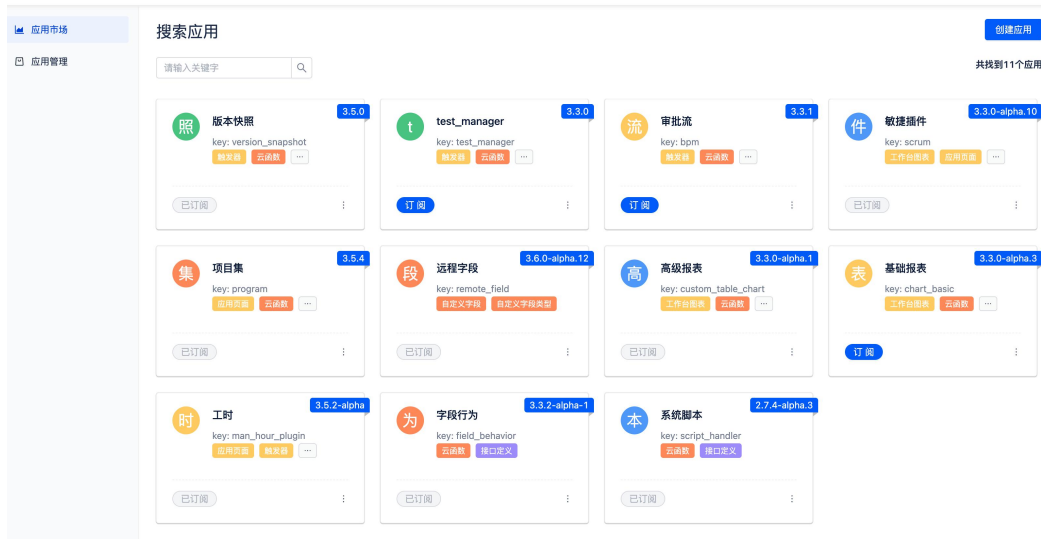 应用市场
应用管理
搜索应用
创建应用
请输入关键字
共找到11个应用
照
版本快照
3.5.0
key: version_snapshot
触发器 云函数 ...
已订阅
t
test_manager
3.3.0
key: test_manager
触发器 云函数 ...
订 阅
流
审批流
3.3.1
key: bpm
触发器 云函数 ...
订 阅
件
敏捷插件
3.3.0-alpha.10
key: scrum
工作台图表 应用页面 ...
已订阅
集
项目集
3.5.4
key: program
应用页面 云函数 ...
已订阅
段
远程字段
3.6.0-alpha.12
key: remote_field
自定义字段 自定义字段类型
已订阅
高
高级报表
3.3.0-alpha.1
key: custom_table_chart
工作台图表 云函数 ...
已订阅
表
基础报表
3.3.0-alpha.3
key: chart_basic
工作台图表 云函数 ...
订 阅
时
工时
3.5.2-alpha
key: man_hour_plugin
应用页面 触发器 ...
已订阅
为
字段行为
3.3.2-alpha-1
key: field_behavior
云函数 接口定义
已订阅
本
系统脚本
2.7.4-alpha.3
key: script_handler
云函数 接口定义
已订阅